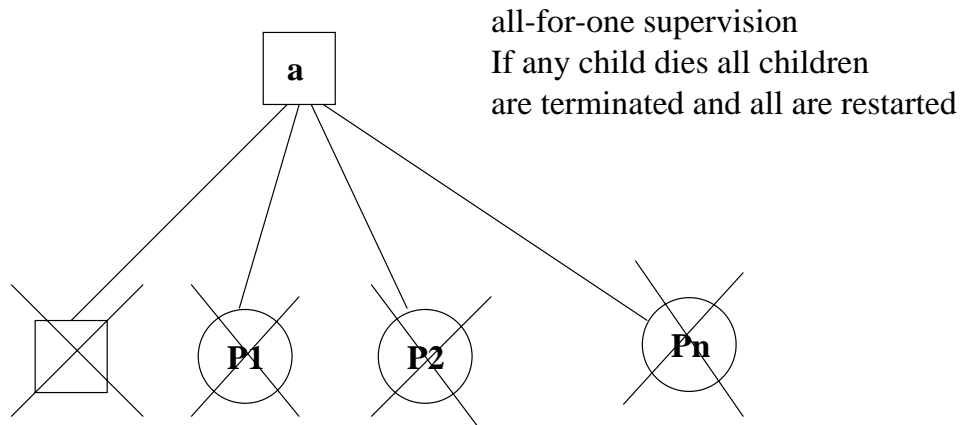 all-for-one supervision
If any child dies all children
are terminated and all are restarted
a
P1
P2
Pn